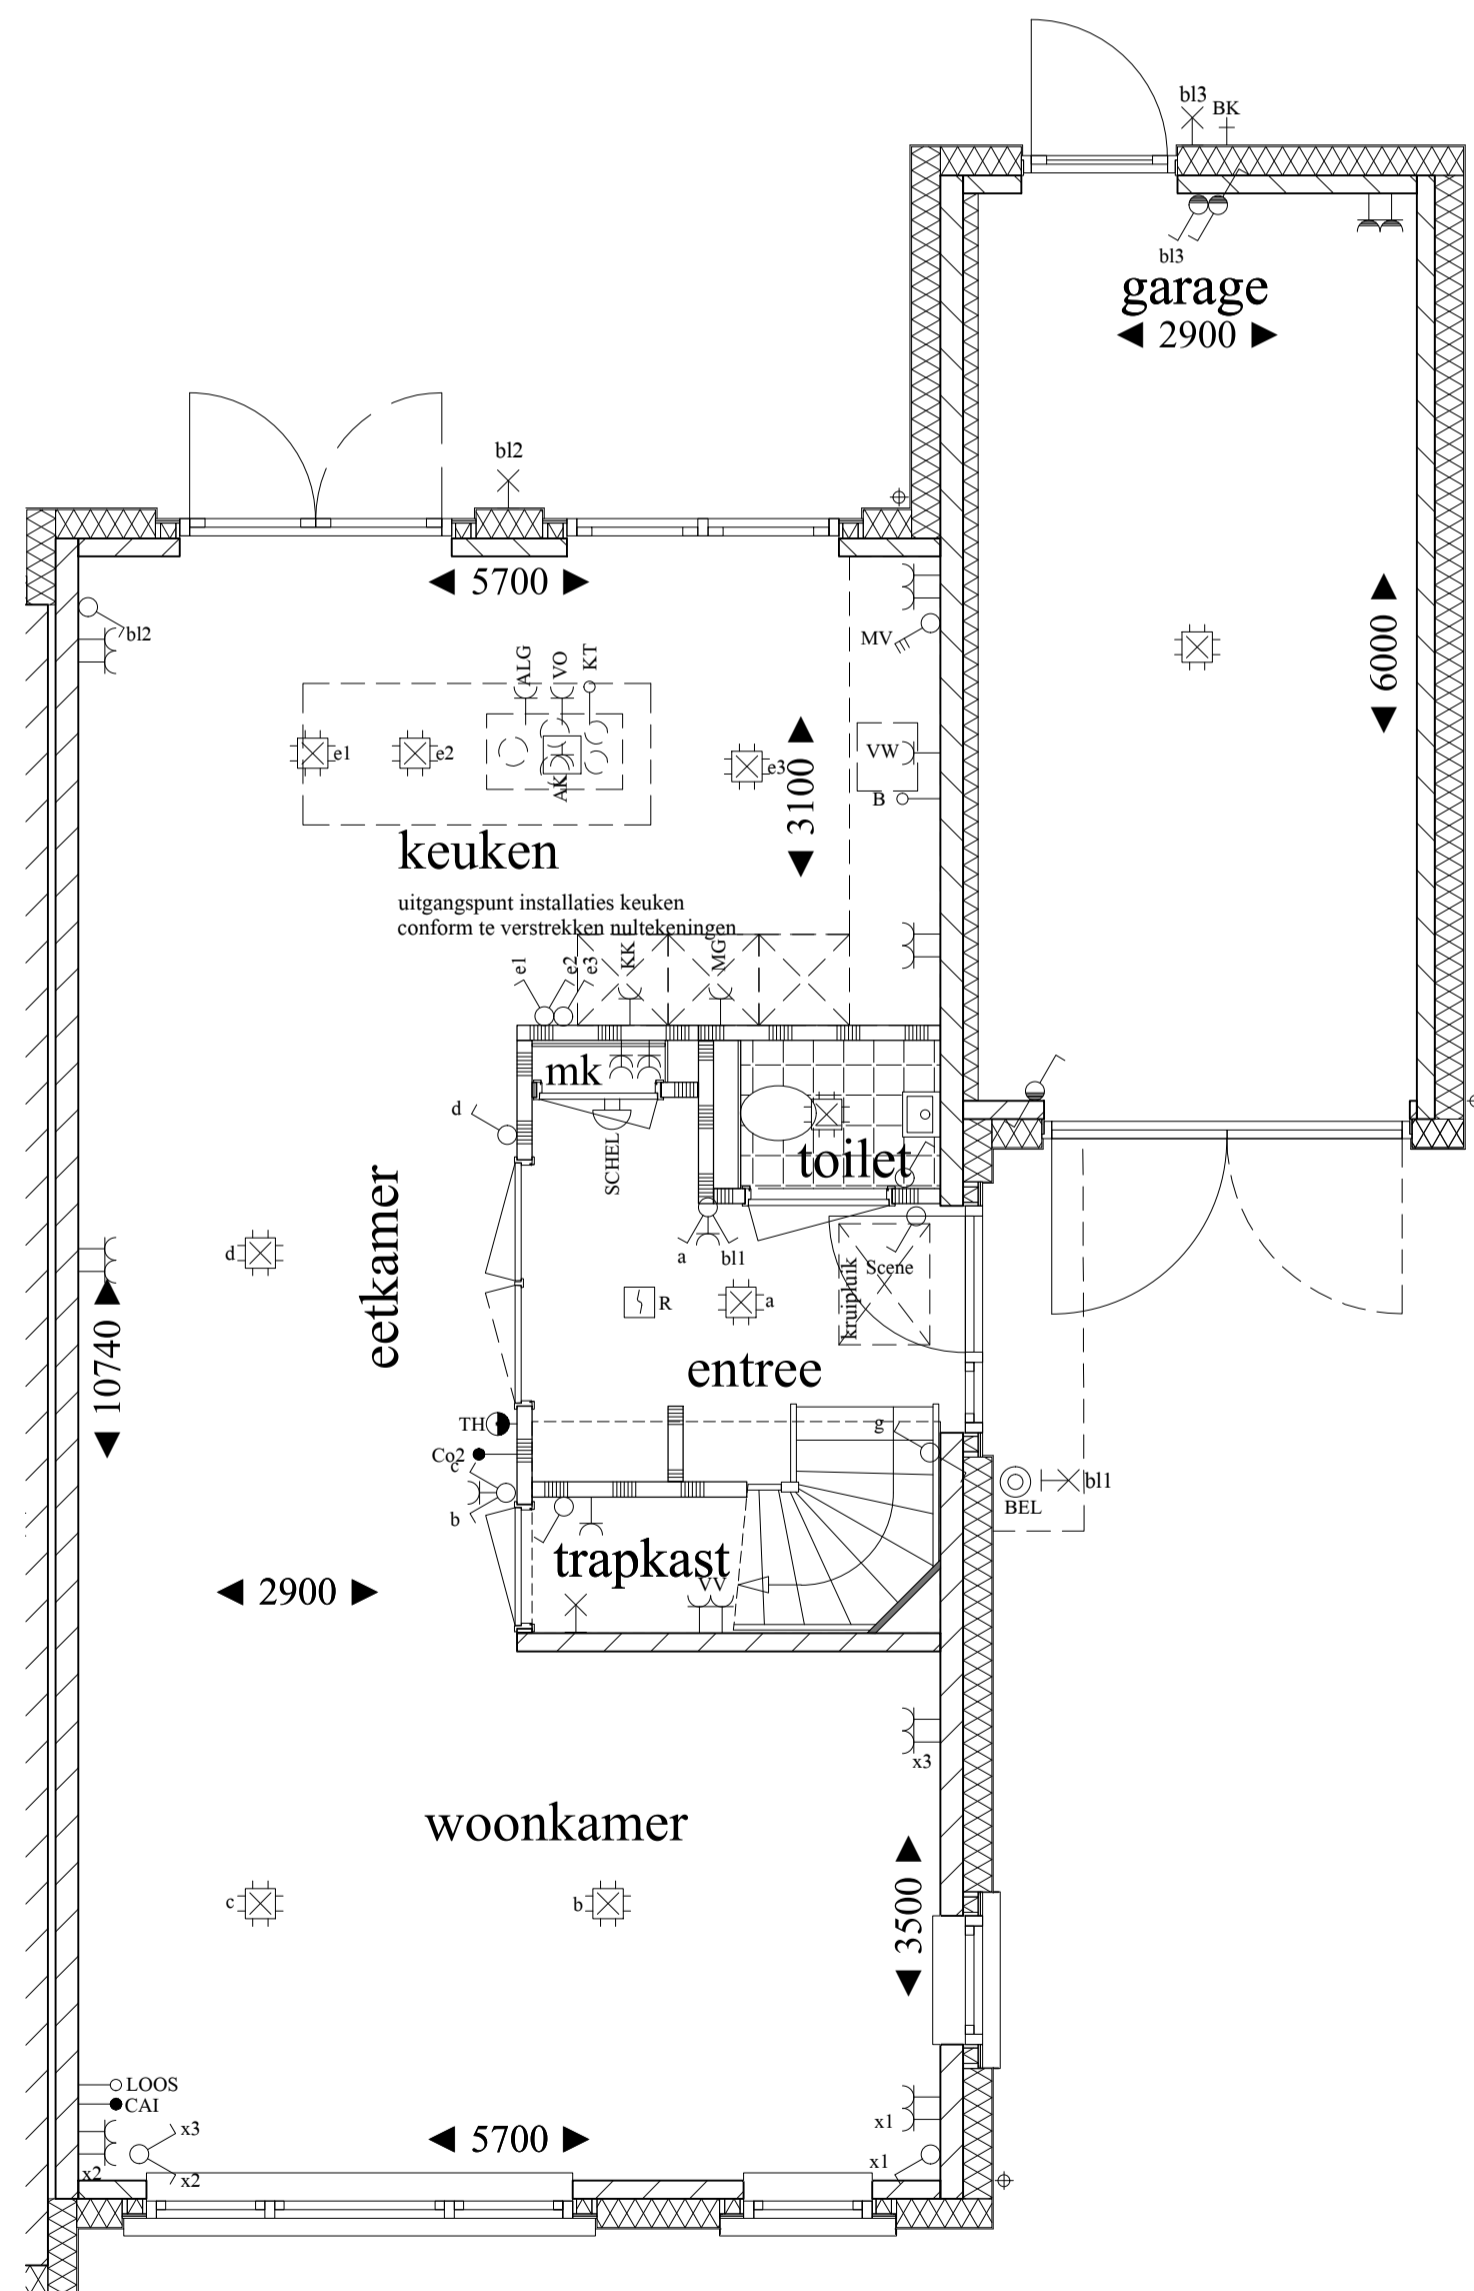 bl3
BK
bl3
garage
2900
bl2
5700
bl2
MV
6000
ALG
VO
KT
e1
e2
AK
e3
3100
VW
B
keuken
uitgangspunt installaties keuken
conform te verstrekken nultekeningen
e1
e2
e3
KK
MG
mk
d
SCHEL
toilet
a
bl1
d
eetkamer
R
a
kruipluik
Scene
10740
entree
TH
Co2
c
g
b
BEL
bl1
trapkast
VV
2900
x3
woonkamer
c
b
3500
LOOS
CAI
x3
x1
5700
x2
x2
x1